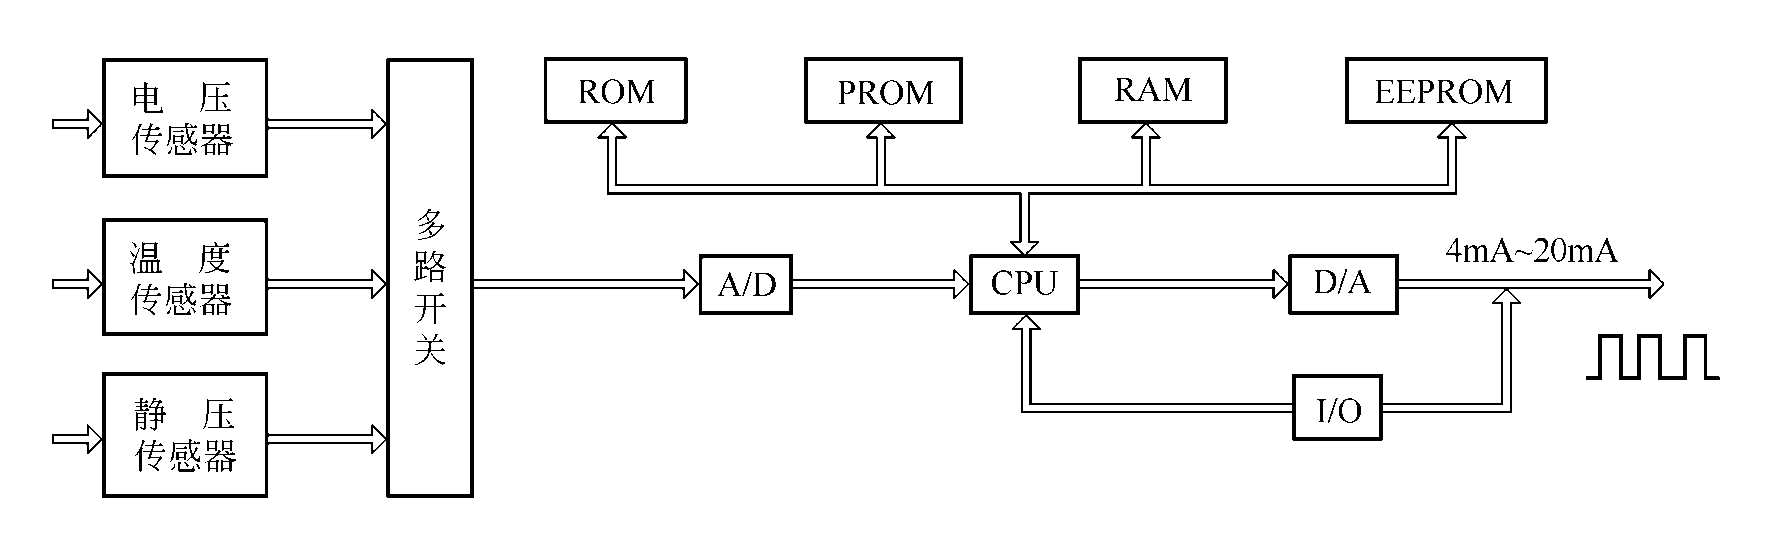 电 压
传感器
温 度
传感器
静 压
传感器
多
路
开
关
ROM
PROM
RAM
EEPROM
A/D
CPU
D/A
4mA~20mA
I/O